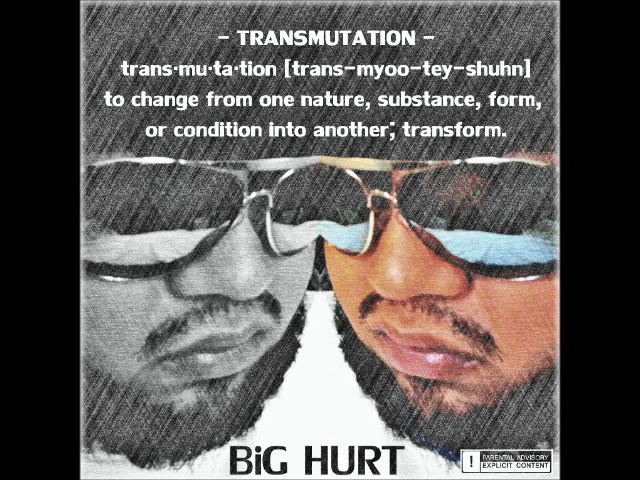 - TRANSMUTATION -
trans·mu·ta·tion [trans-myoo-tey-shuhn]
to change from one nature, substance, form,
or condition into another; transform.
BiG HURT
! PARENTAL ADVISORY
EXPLICIT CONTENT